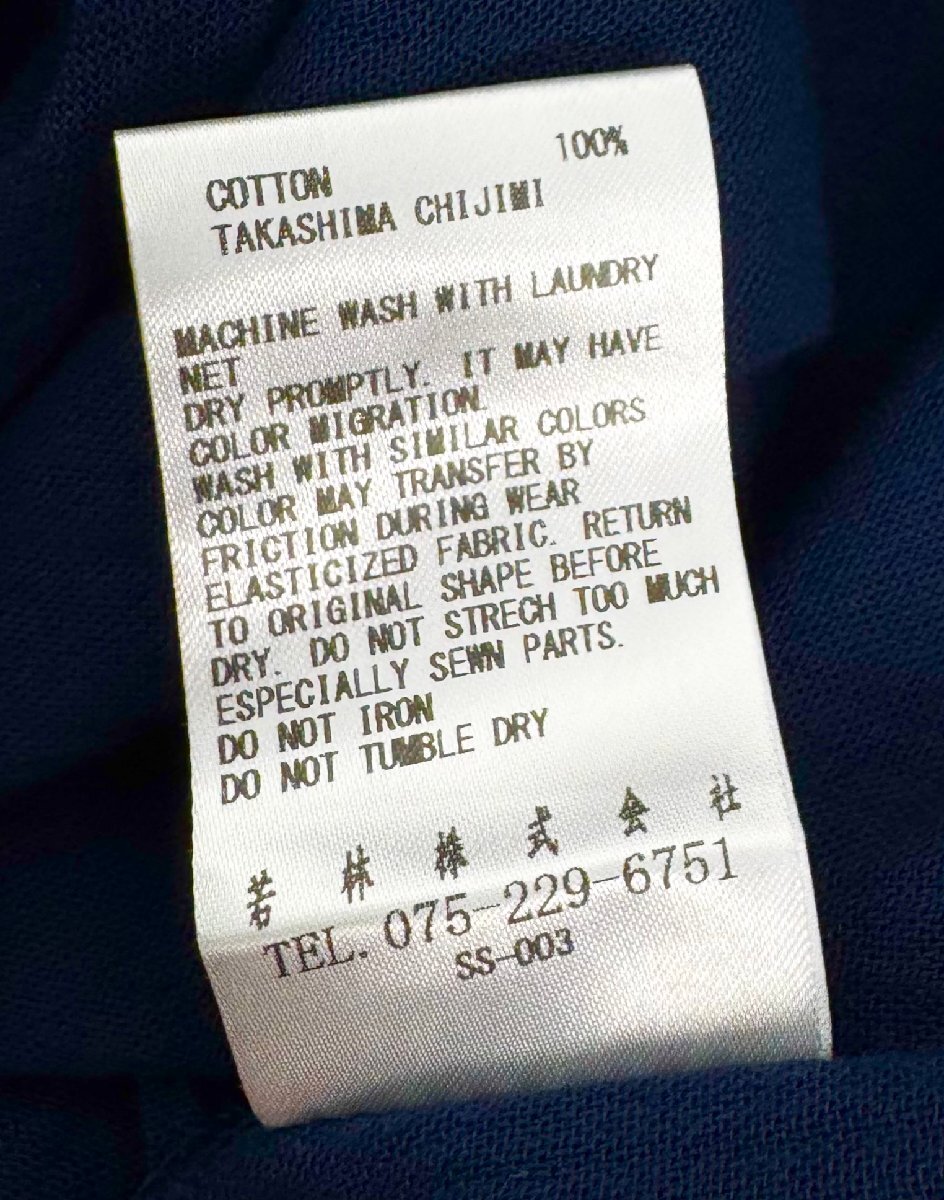 COTTON 100%
TAKASHIMA CHIJIMI
MACHINE WASH WITH LAUNDRY
NET
DRY PROMPTLY. IT MAY HAVE
COLOR MIGRATION.
WASH WITH SIMILAR COLORS
COLOR MAY TRANSFER BY
FRICTION DURING WEAR
ELASTICIZED FABRIC. RETURN
TO ORIGINAL SHAPE BEFORE
DRY. DO NOT STRECH TOO MUCH
ESPECIALLY SEWN PARTS.
DO NOT IRON
DO NOT TUMBLE DRY
若林株式会社
TEL. 075-229-6751
SS-003